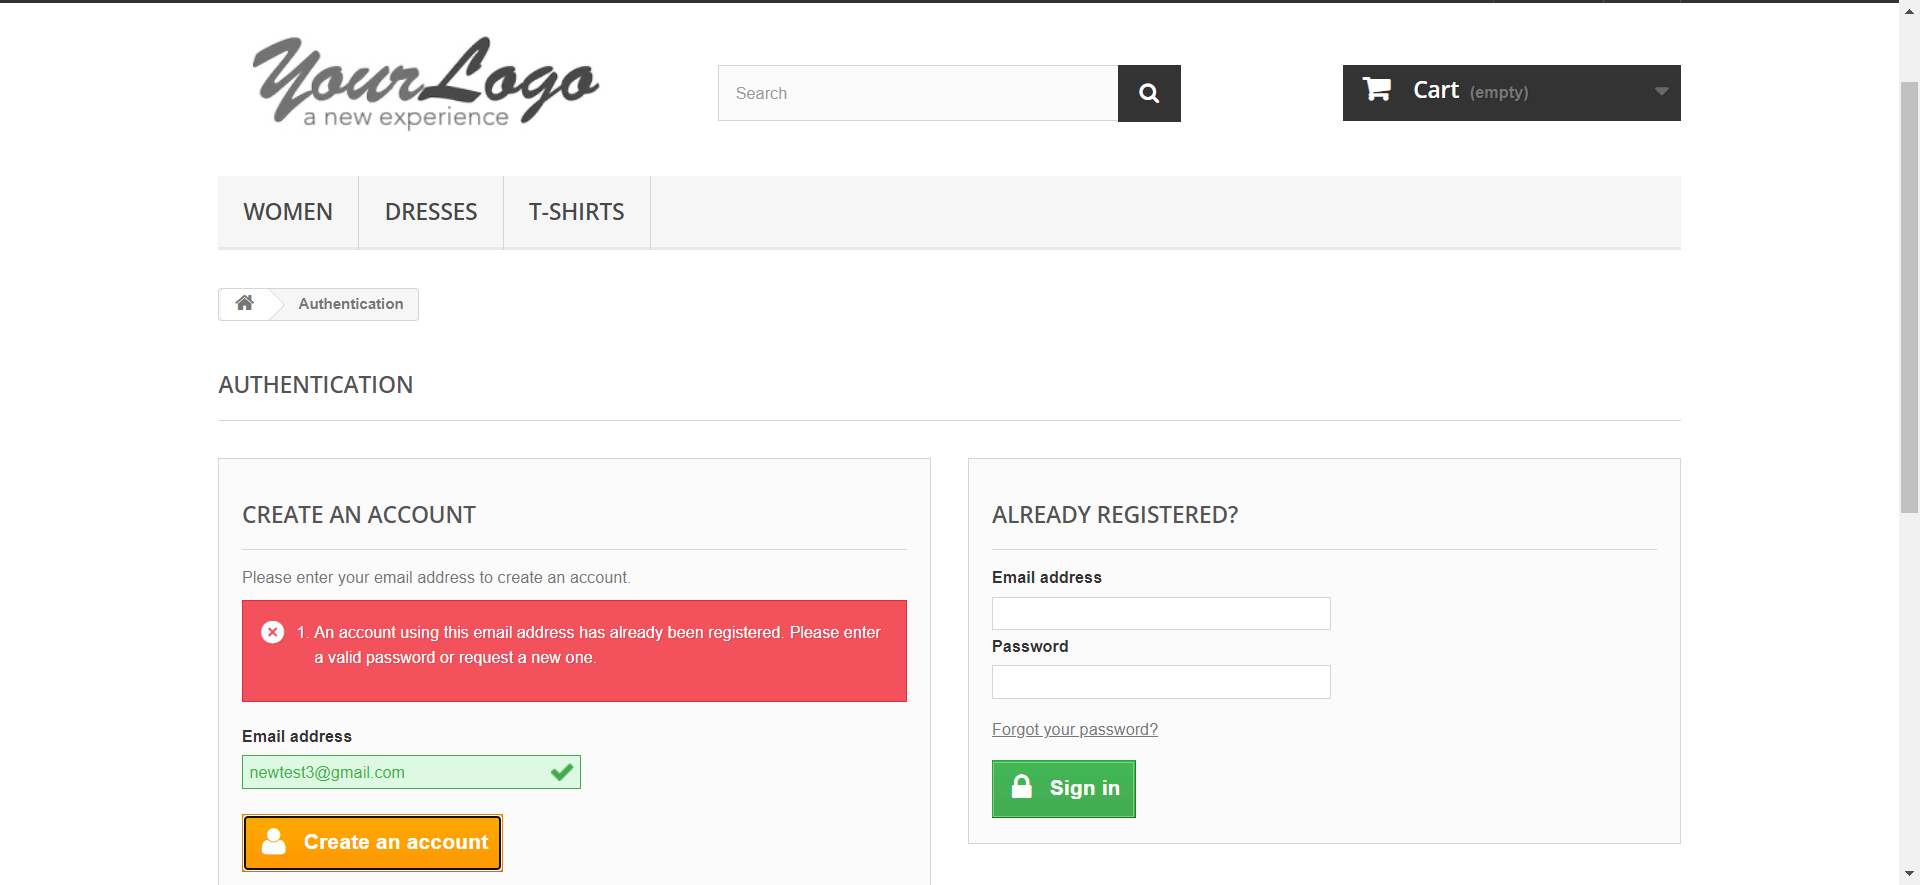 YourLogo
a new experience
Search
Cart (empty)
WOMEN
DRESSES
T-SHIRTS
Authentication
AUTHENTICATION
CREATE AN ACCOUNT
Please enter your email address to create an account.
1. An account using this email address has already been registered. Please enter
a valid password or request a new one.
Email address
newtest3@gmail.com
Create an account
ALREADY REGISTERED?
Email address
Password
Forgot your password?
Sign in